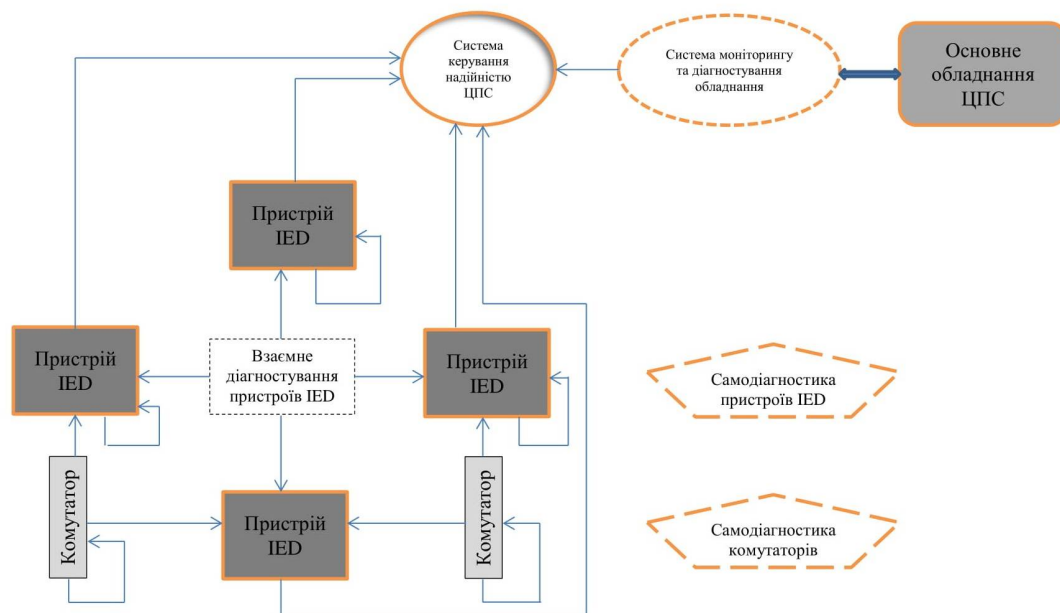 Система
керування
надійністю
ЦПС
Система моніторингу
та діагностування
обладнання
Основне
обладнання
ЦПС
Пристрій
IED
Пристрій
IED
Взаємне
діагностування
пристроїв IED
Пристрій
IED
Самодіагностика
пристроїв IED
Комутатор
Пристрій
IED
Комутатор
Самодіагностика
комутаторів